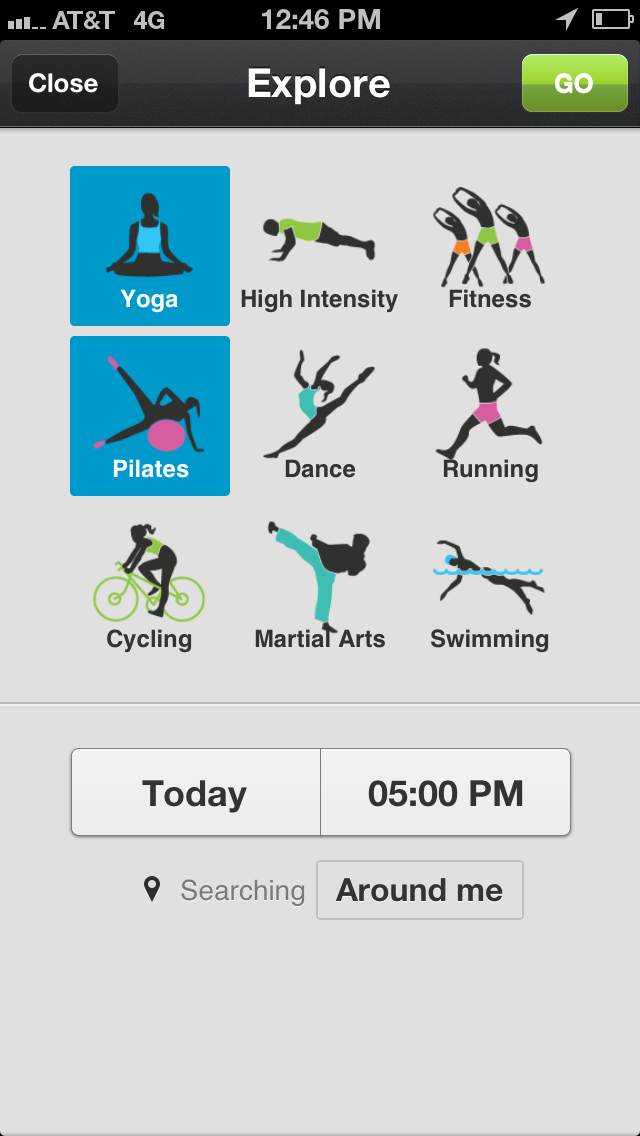 AT&T 4G 12:46 PM
Close Explore GO
Yoga High Intensity Fitness
Pilates Dance Running
Cycling Martial Arts Swimming
Today 05:00 PM
Searching Around me